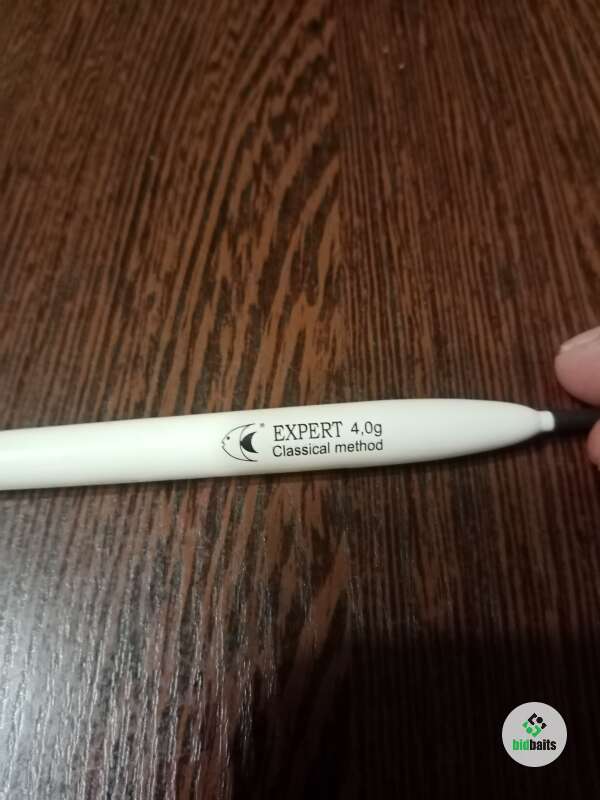 EXPERT 4,0g
Classical method
bidbaits